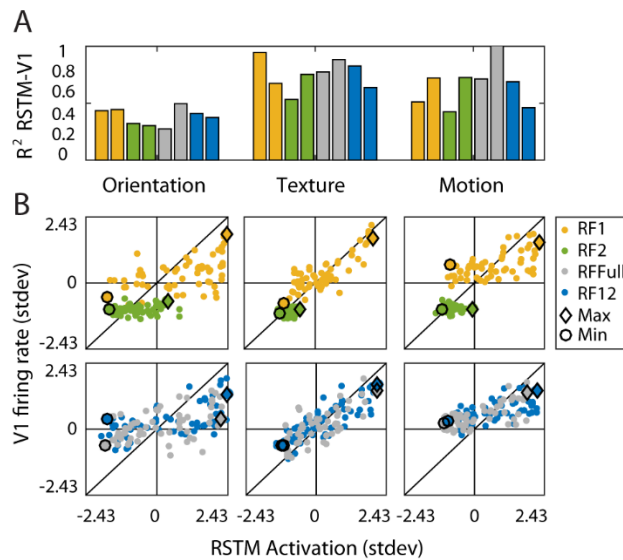 A
R² RSTM-V1
1
0.8
0.6
0.4
0.2
0
Orientation Texture Motion
B
V1 firing rate (stdev)
2.43
0
-2.43
2.43
0
-2.43
-2.43 0 2.43 -2.43 0 2.43 -2.43 0 2.43
RSTM Activation (stdev)
RF1
RF2
RFFull
RF12
Max
Min